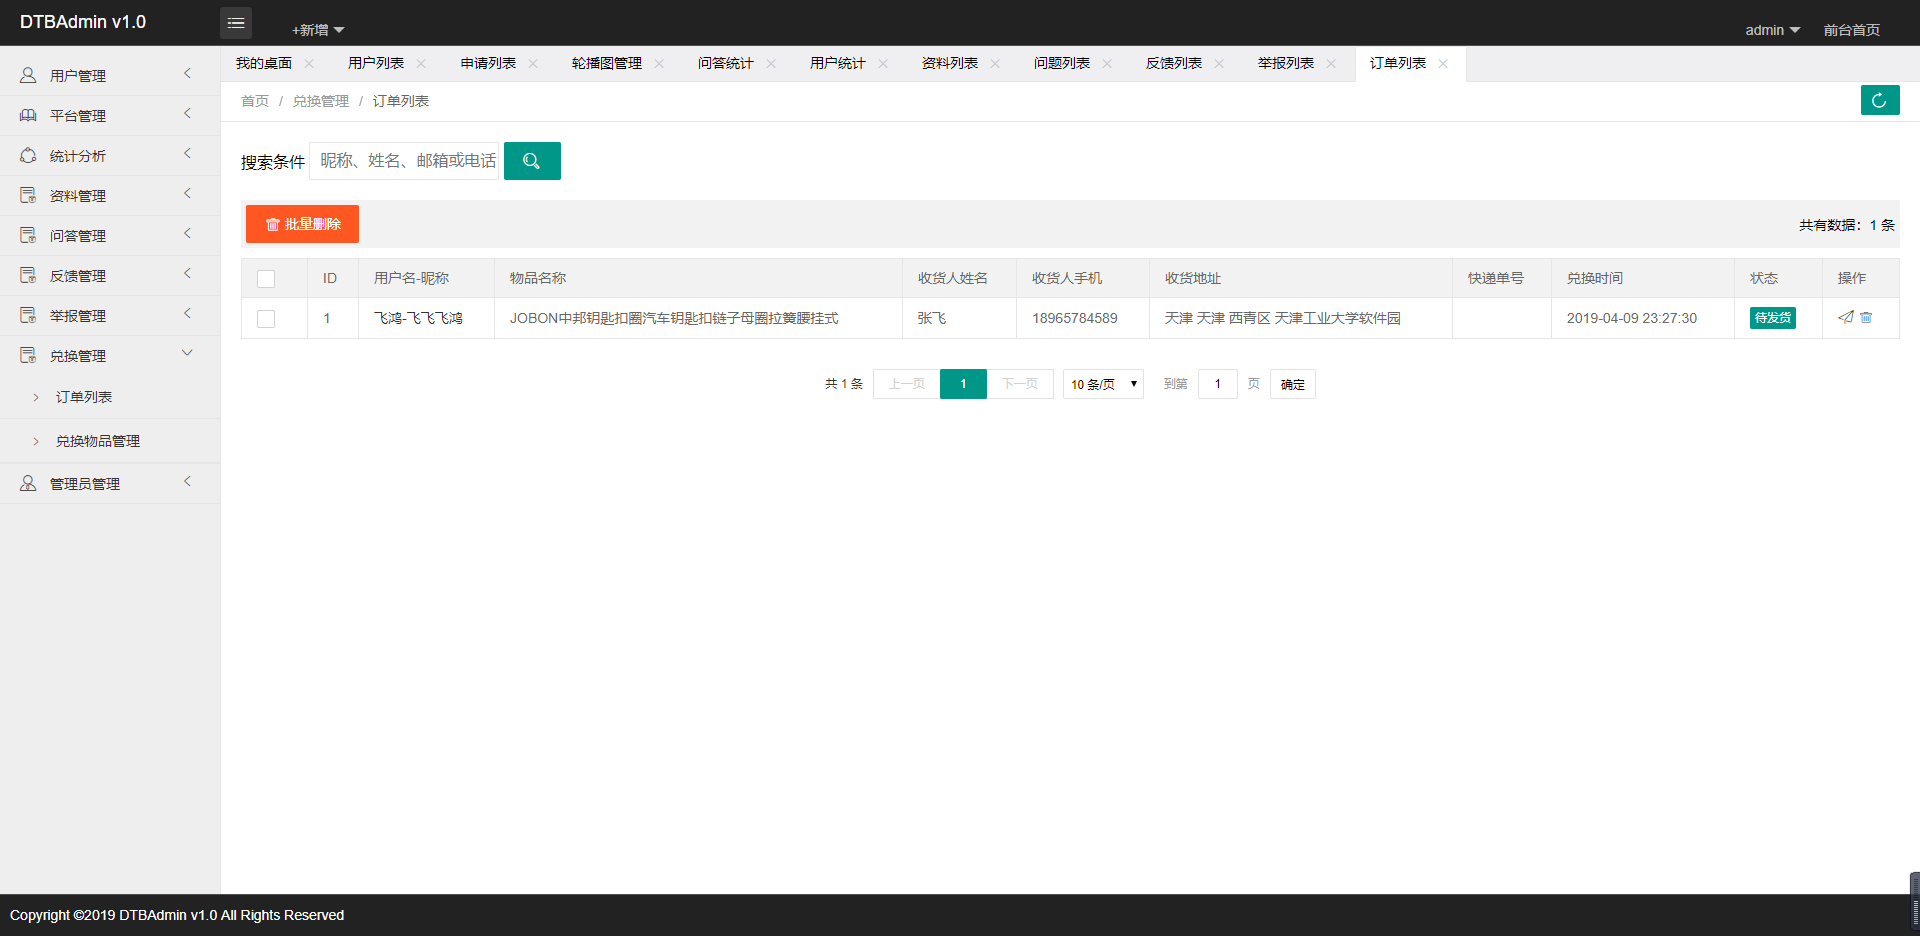 DTBAdmin v1.0
+新增
admin
前台首页
我的桌面
用户列表
申请列表
轮播图管理
问答统计
用户统计
资料列表
问题列表
反馈列表
举报列表
订单列表
用户管理
平台管理
统计分析
资料管理
问答管理
反馈管理
举报管理
兑换管理
订单列表
兑换物品管理
管理员管理
首页 / 兑换管理 / 订单列表
搜索条件 昵称、姓名、邮箱或电话
批量删除
共有数据：1 条
ID 用户名-昵称 物品名称 收货人姓名 收货人手机 收货地址 快递单号 兑换时间 状态 操作
1 飞鸿-飞飞飞鸿 JOBON中邦钥匙扣圈汽车钥匙扣链子母圈拉簧腰挂式 张飞 18965784589 天津 天津 西青区 天津工业大学软件园 2019-04-09 23:27:30 待发货
共 1 条 上一页 1 下一页 10 条/页 到第 1 页 确定
Copyright ©2019 DTBAdmin v1.0 All Rights Reserved